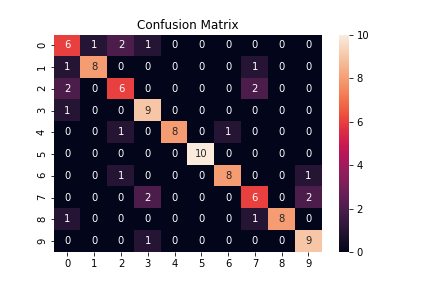 Confusion Matrix
0 6 1 2 1 0 0 0 0 0 0
1 1 8 0 0 0 0 0 1 0 0
2 2 0 6 0 0 0 0 2 0 0
3 1 0 0 9 0 0 0 0 0 0
4 0 0 1 0 8 0 1 0 0 0
5 0 0 0 0 0 10 0 0 0 0
6 0 0 1 0 0 0 8 0 0 1
7 0 0 0 2 0 0 0 6 0 2
8 1 0 0 0 0 0 0 1 8 0
9 0 0 0 1 0 0 0 0 0 9
0 1 2 3 4 5 6 7 8 9
10
8
6
4
2
0